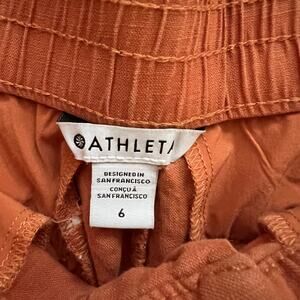 ATHLETA
DESIGNED IN
SAN FRANCISCO
CONÇU À
SAN FRANCISCO
6